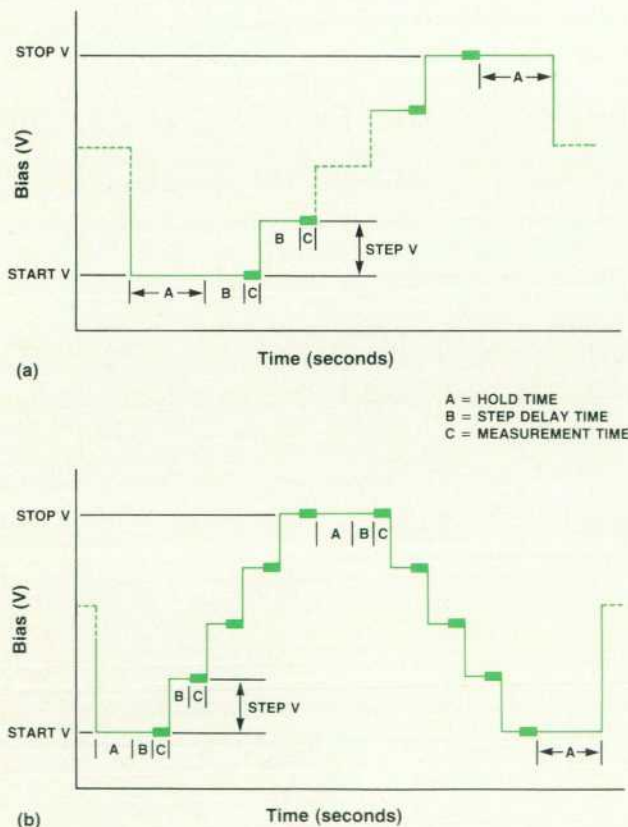 STOP V
A
Bias (V)
B C
STEP V
START V
A B C
Time (seconds)
(a)
A = HOLD TIME
B = STEP DELAY TIME
C = MEASUREMENT TIME
STOP V
A B C
Bias (V)
B C
STEP V
START V
A B C
A
Time (seconds)
(b)